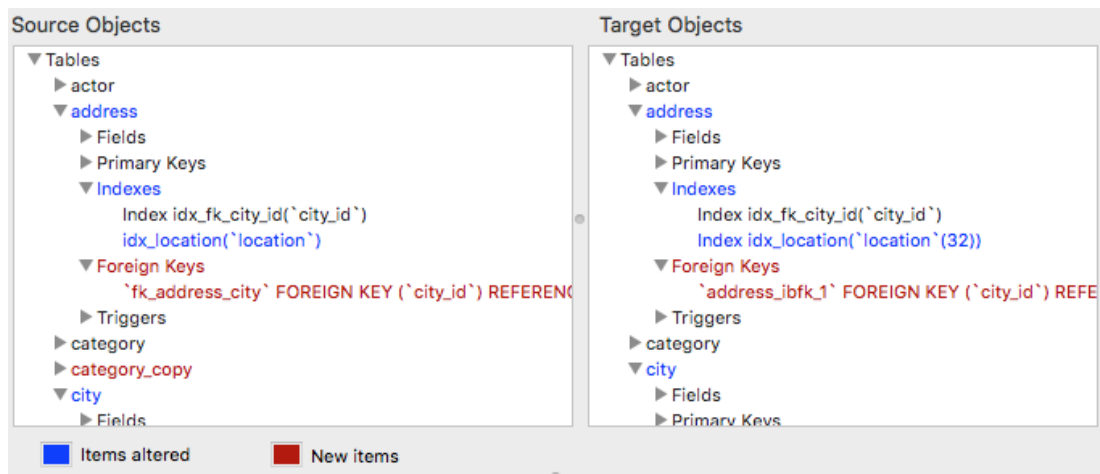 Source Objects
Tables
actor
address
Fields
Primary Keys
Indexes
Index idx_fk_city_id(`city_id`)
idx_location(`location`)
Foreign Keys
`fk_address_city` FOREIGN KEY (`city_id`) REFEREN
Triggers
category
category_copy
city
Fields
Target Objects
Tables
actor
address
Fields
Primary Keys
Indexes
Index idx_fk_city_id(`city_id`)
Index idx_location(`location`(32))
Foreign Keys
`address_ibfk_1` FOREIGN KEY (`city_id`) REFE
Triggers
category
city
Fields
Primary Keys
Items altered
New items